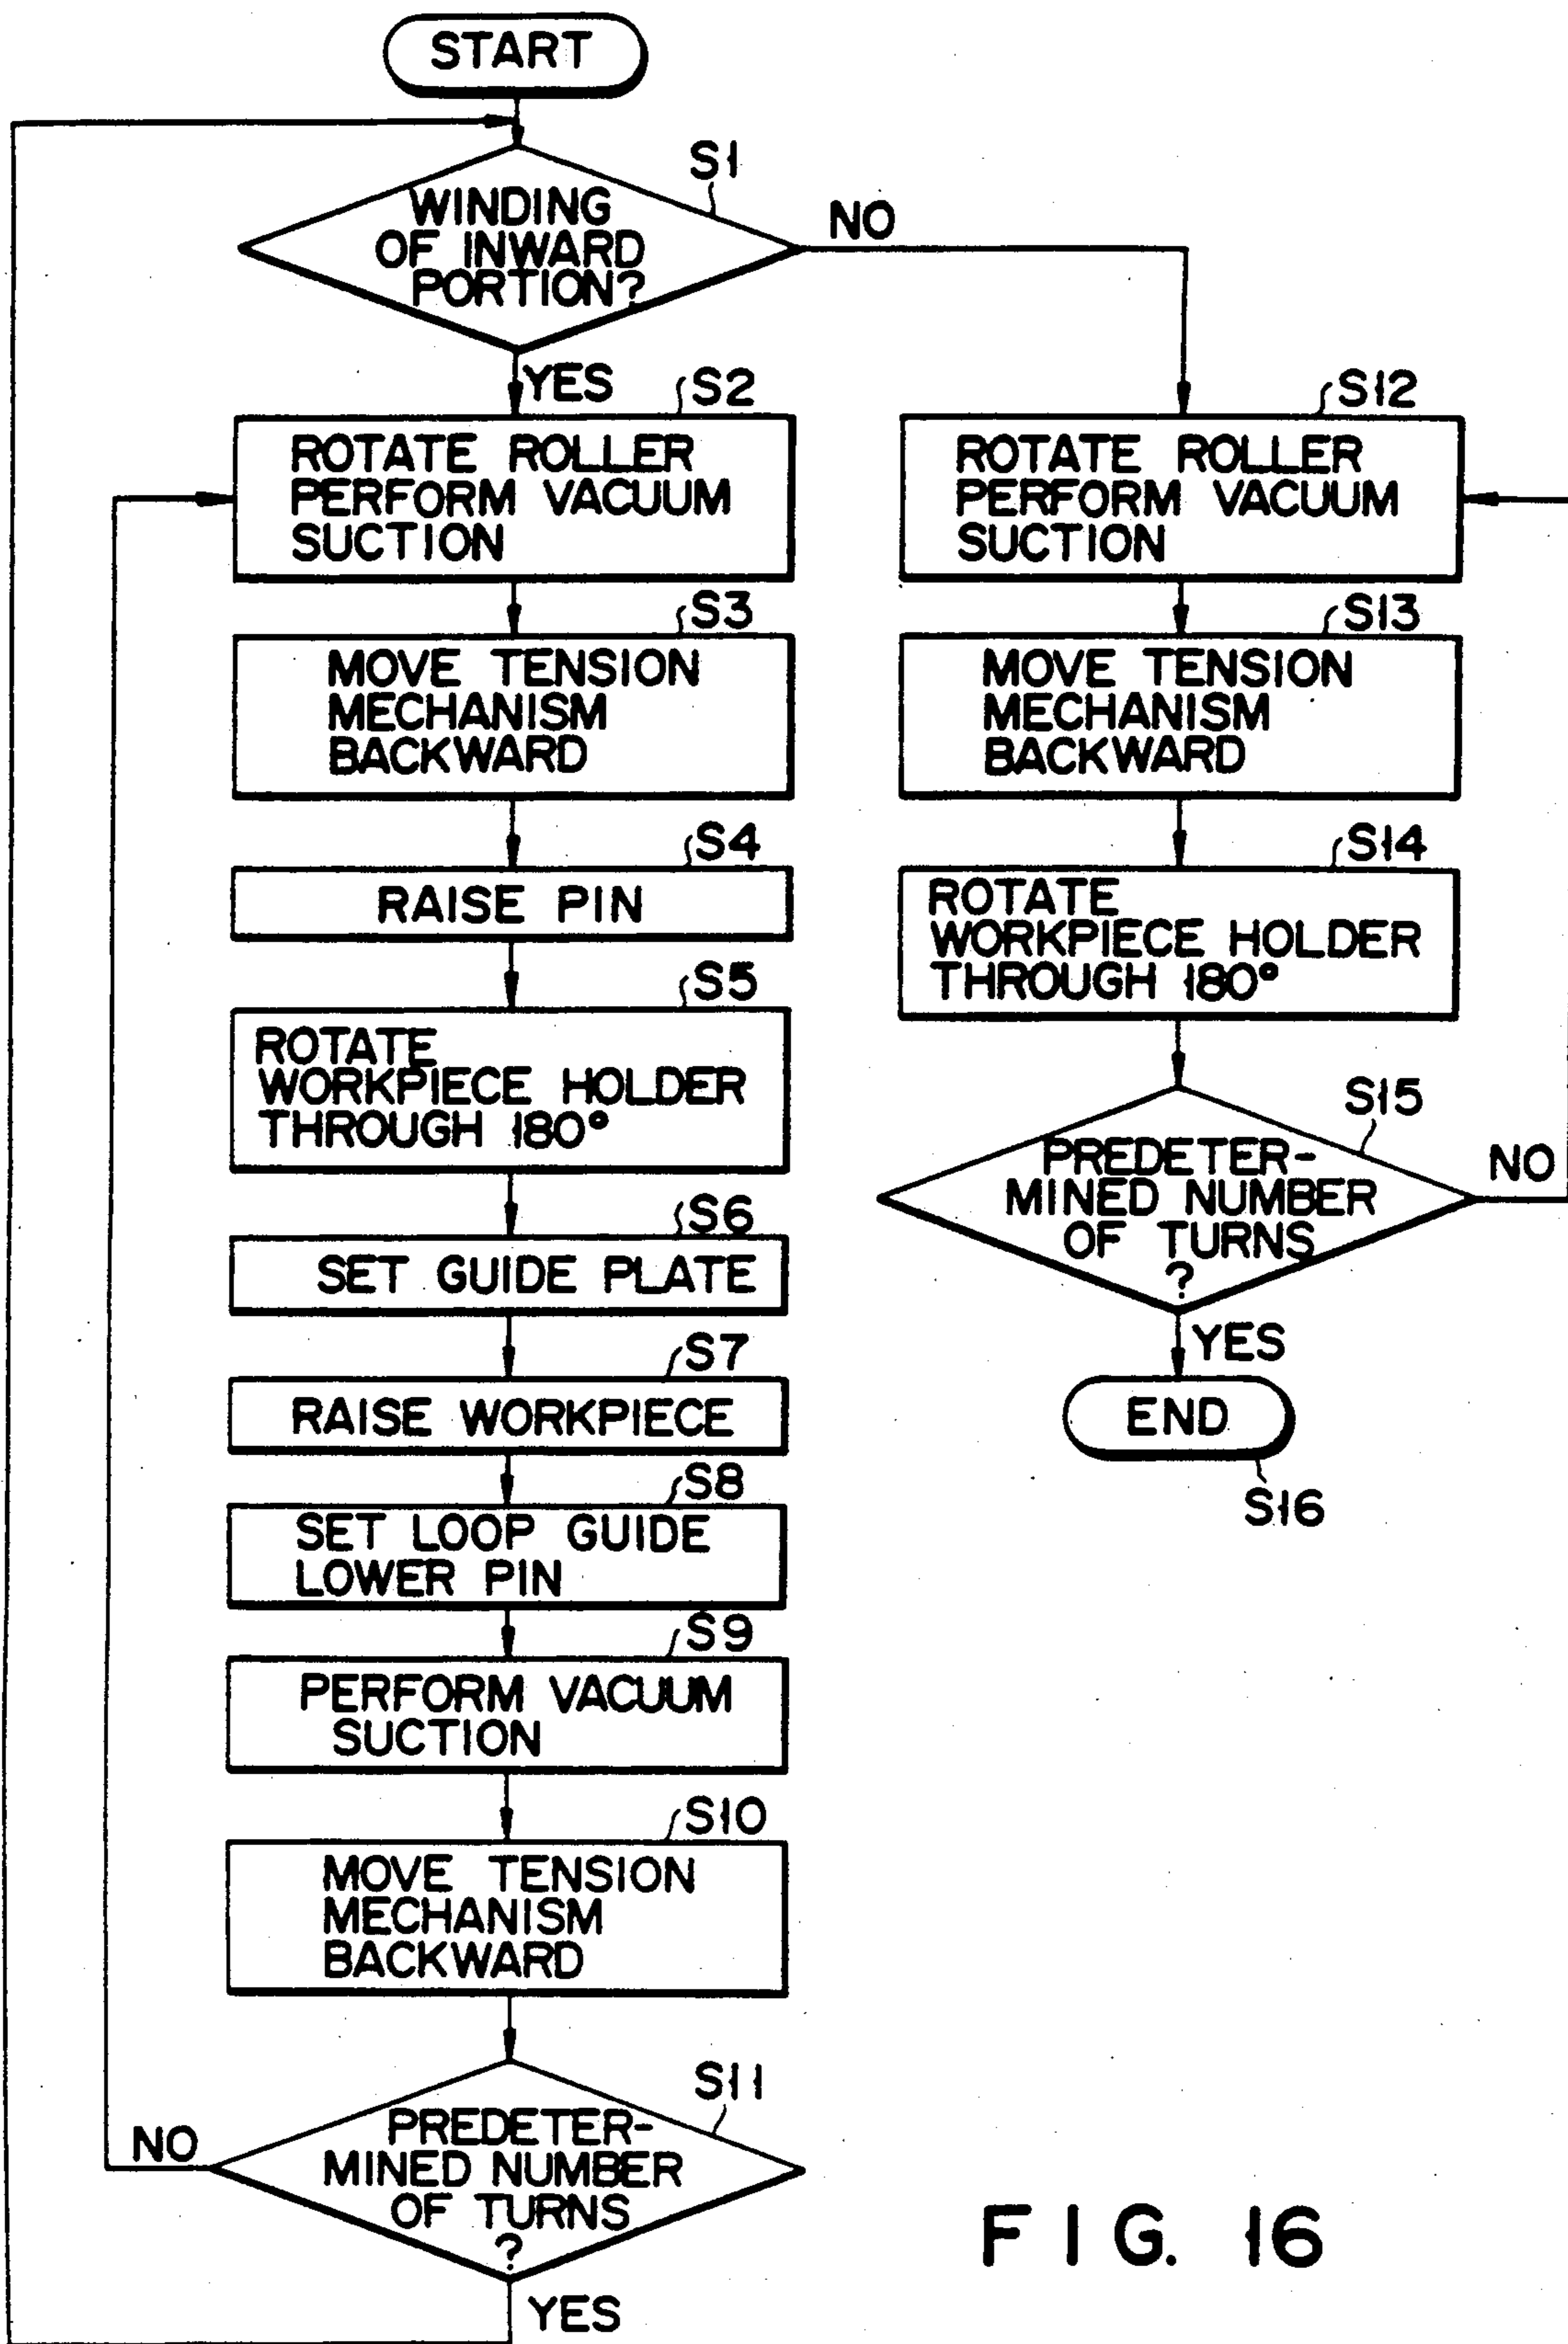 START
S1
WINDING
OF INWARD
PORTION?
NO
YES
S2
ROTATE ROLLER
PERFORM VACUUM
SUCTION
S3
MOVE TENSION
MECHANISM
BACKWARD
S4
RAISE PIN
S5
ROTATE
WORKPIECE HOLDER
THROUGH 180°
S6
SET GUIDE PLATE
S7
RAISE WORKPIECE
S8
SET LOOP GUIDE
LOWER PIN
S9
PERFORM VACUUM
SUCTION
S10
MOVE TENSION
MECHANISM
BACKWARD
S11
PREDETER-
MINED NUMBER
OF TURNS
?
NO
YES
S12
ROTATE ROLLER
PERFORM VACUUM
SUCTION
S13
MOVE TENSION
MECHANISM
BACKWARD
S14
ROTATE
WORKPIECE HOLDER
THROUGH 180°
S15
PREDETER-
MINED NUMBER
OF TURNS
?
NO
YES
END
S16
FIG. 16